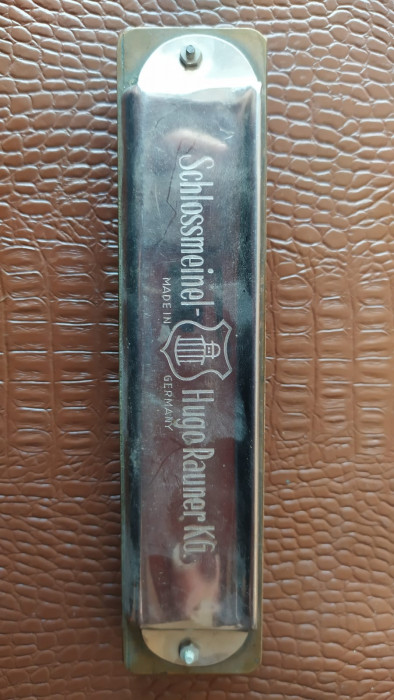 Schlossmeinel-Hugo Rauner KG.
MADE IN GERMANY